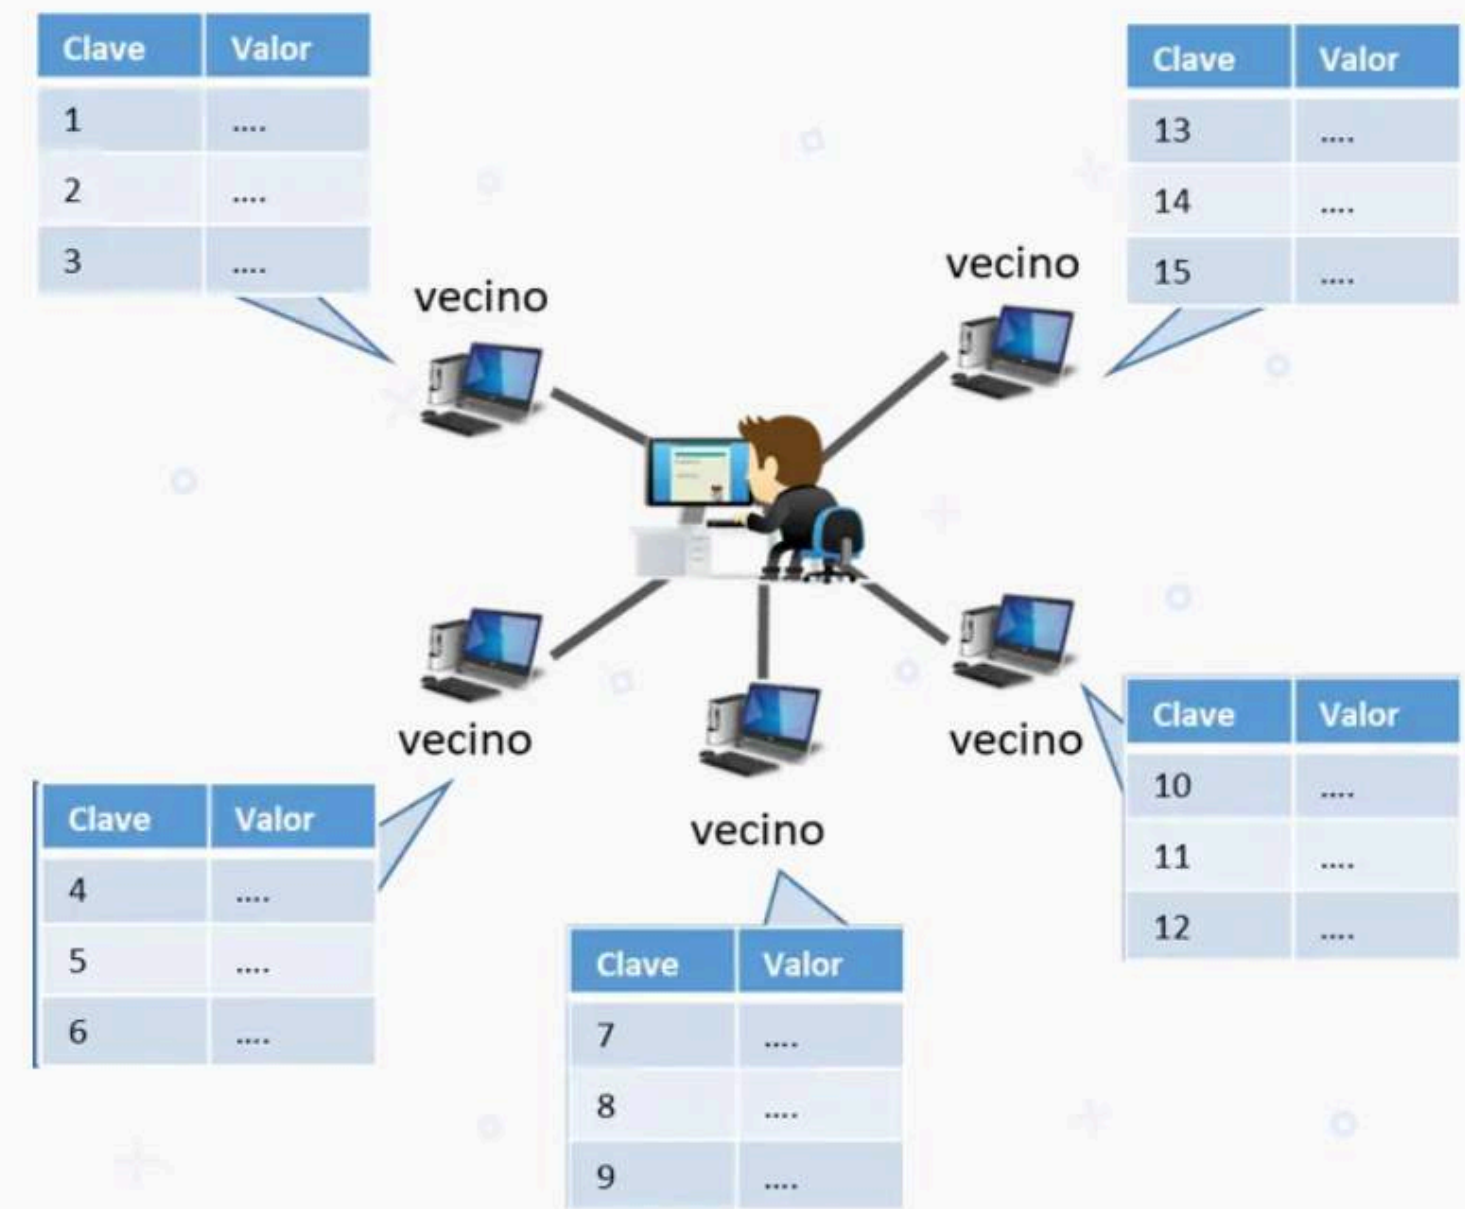 Clave Valor
1 ....
2 ....
3 ....
Clave Valor
13 ....
14 ....
15 ....
vecino
vecino
vecino
vecino
vecino
Clave Valor
4 ....
5 ....
6 ....
Clave Valor
7 ....
8 ....
9 ....
Clave Valor
10 ....
11 ....
12 ....